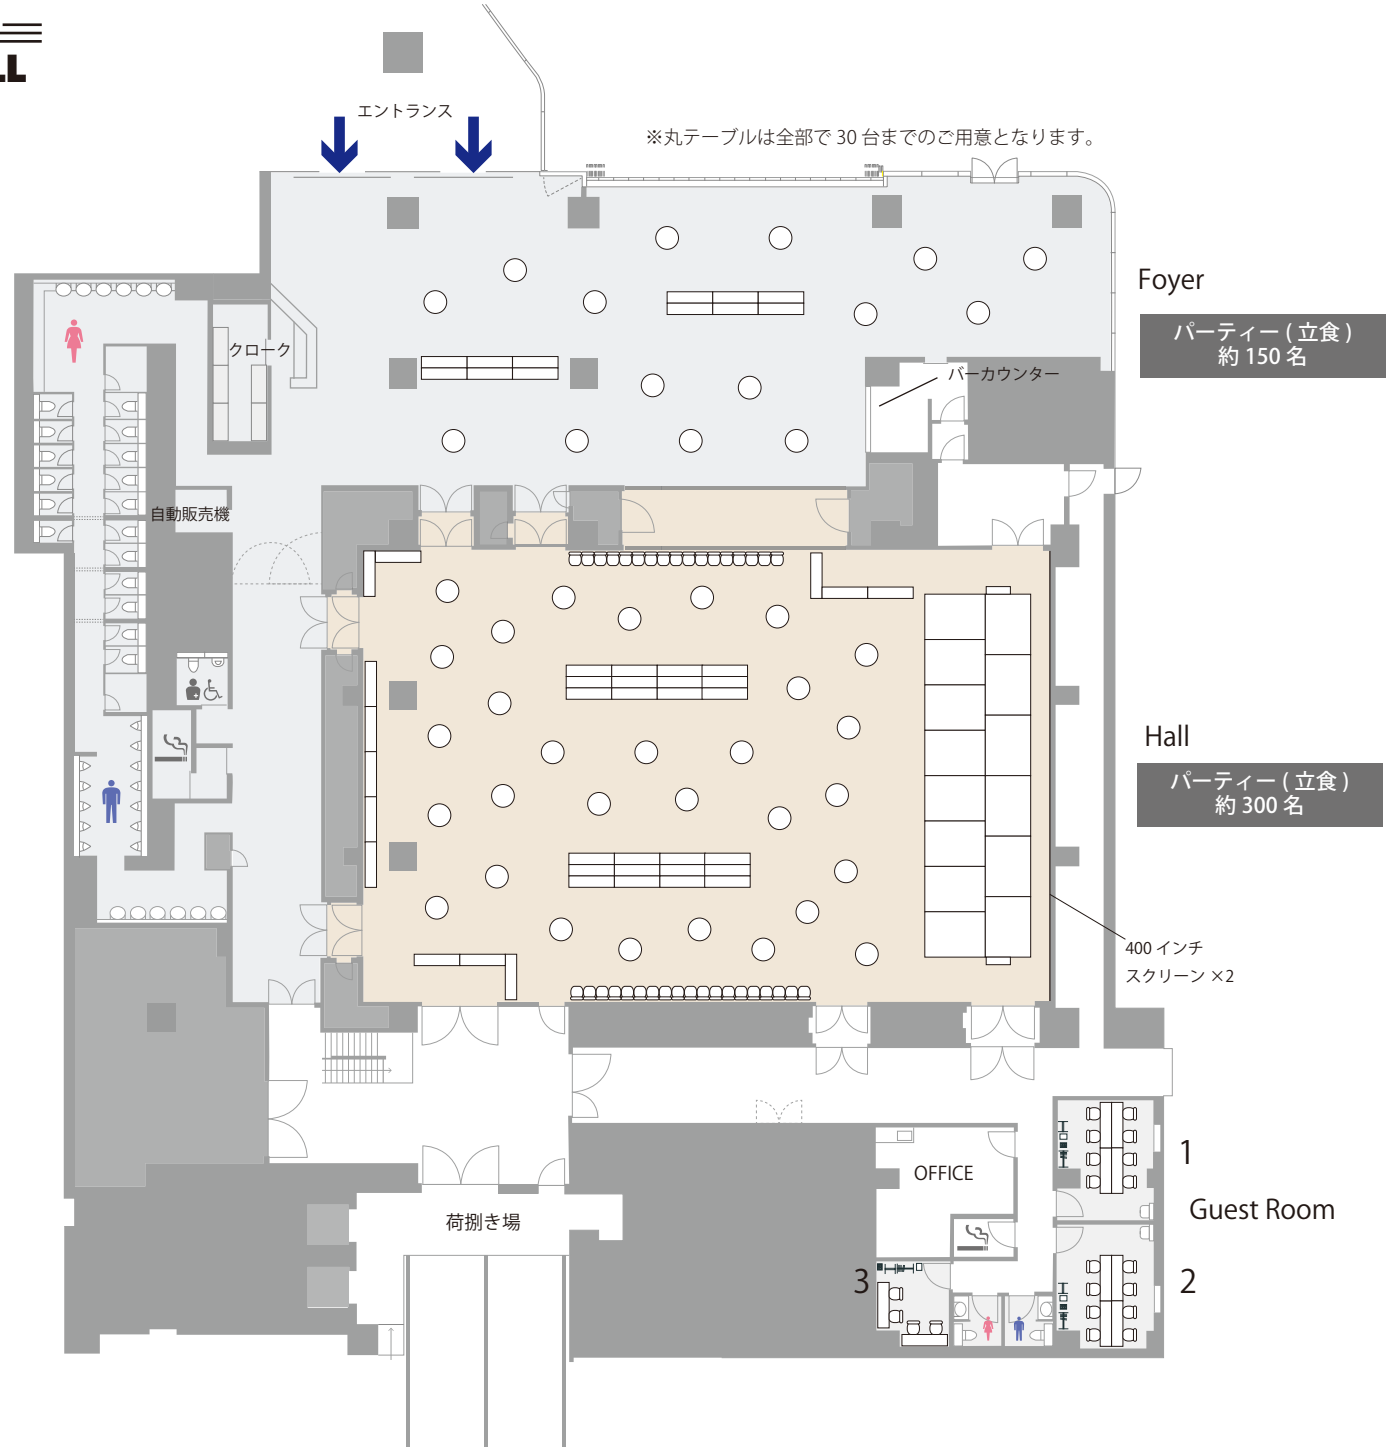 LL
エントランス
※丸テーブルは全部で 30 台までのご用意となります。
Foyer
パーティー ( 立食 )
約 150 名
クローク
バーカウンター
自動販売機
Hall
パーティー ( 立食 )
約 300 名
400 インチ
スクリーン ×2
1
OFFICE
Guest Room
荷捌き場
3
2